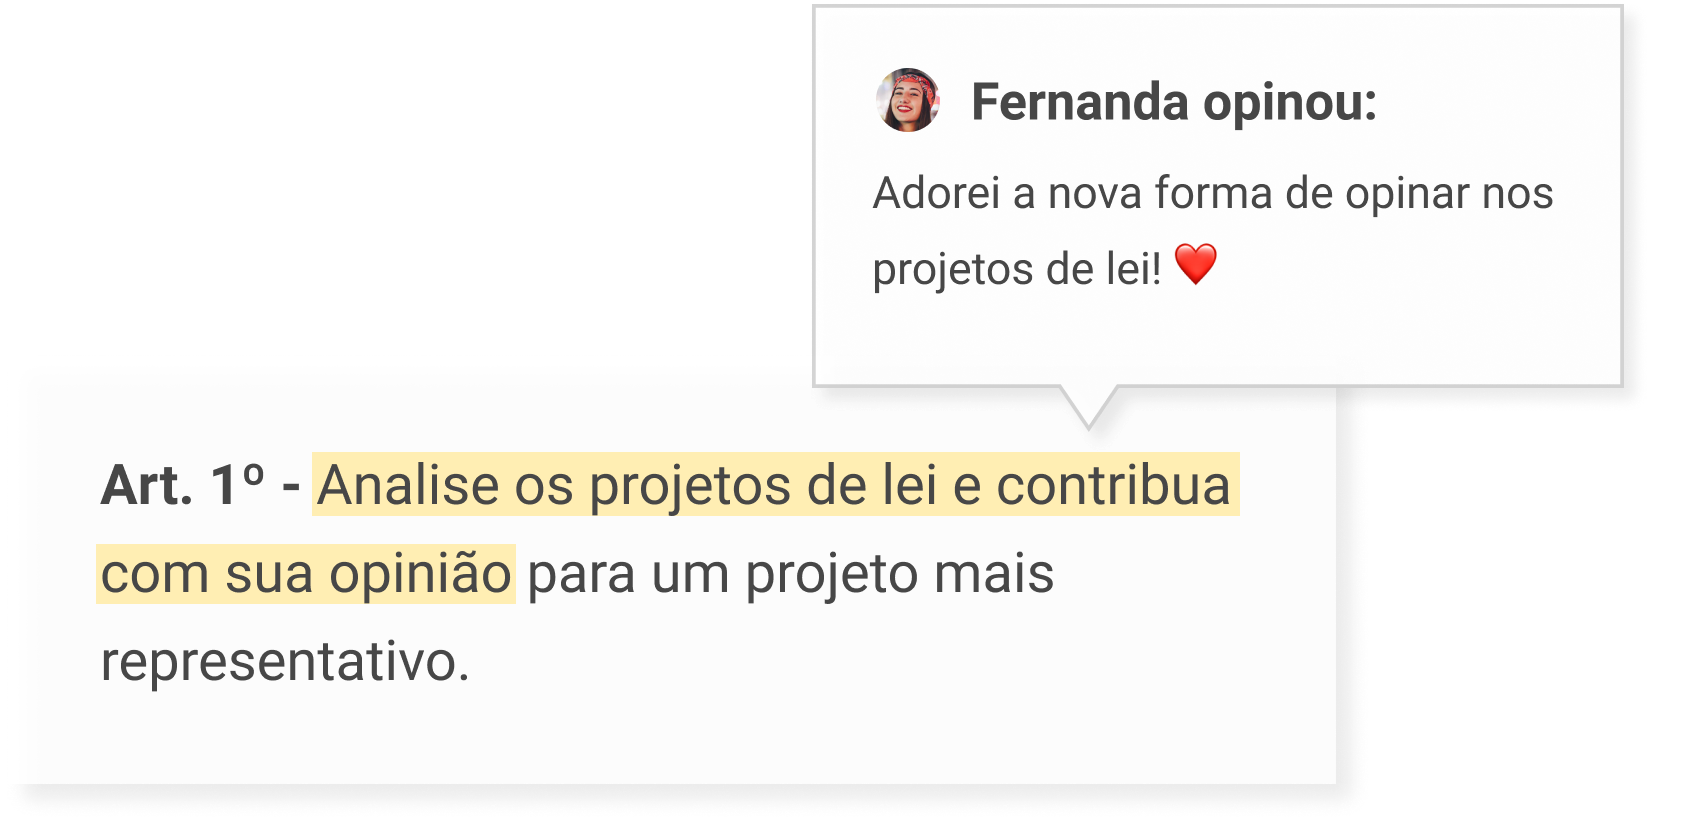 Fernanda opinou:
Adorei a nova forma de opinar nos
projetos de lei! ❤️
Art. 1º - Analise os projetos de lei e contribua
com sua opinião para um projeto mais
representativo.